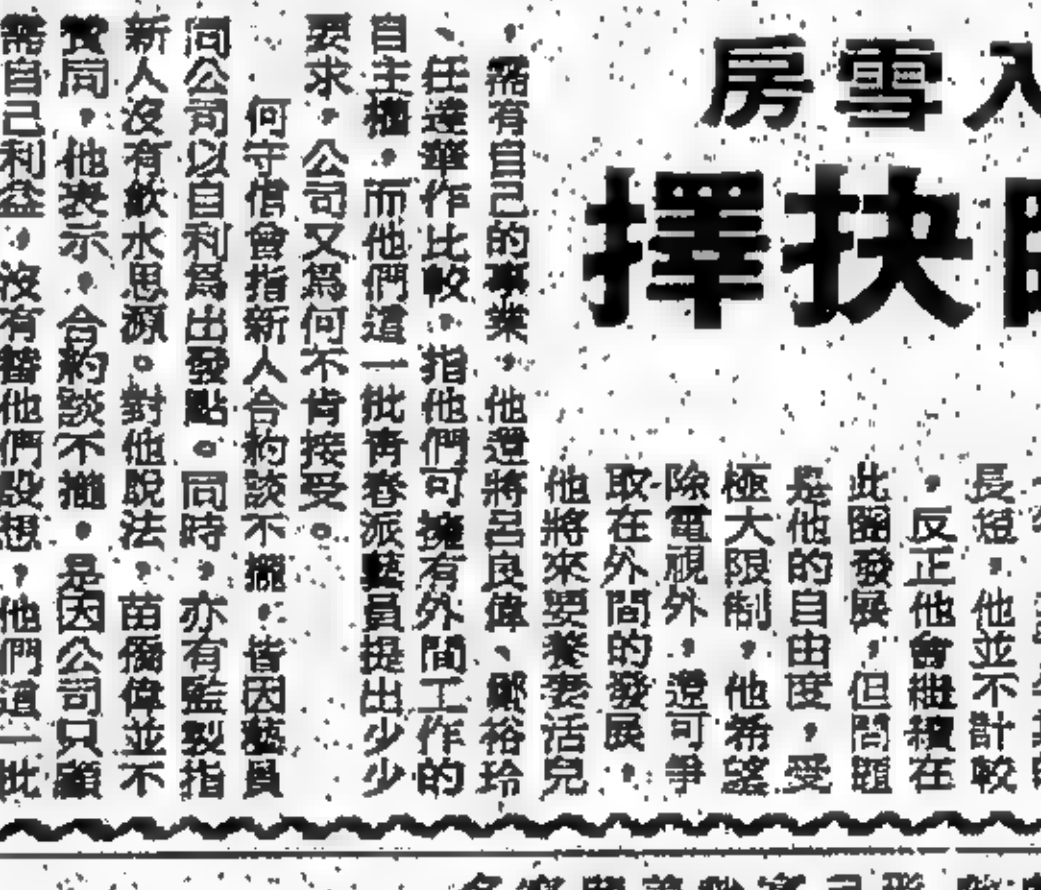 入雪房
抉擇
長短，他並不計較
，反正他會繼續在
此圈發展，但問題
是他的自由度，受
極大限制，他希望
除電視外，還可爭
取在外間的發展，
他將來要養妻活兒
，需有自己的事業，他還將呂良偉、鄭裕玲
、任達華作比較，指他們可擁有外間工作的
自主權，而他們這一批青春派藝員提出少少
要求，公司又為何不肯接受。
何守信會指新人合約談不攏，皆因藝員
同公司以自利為出發點。同時，亦有監製指
新人沒有飲水思源。對他說法，苗僑偉並不
贊同，他表示，合約談不攏，是因公司只顧
自己利益，沒有替他們設想，他們這一批